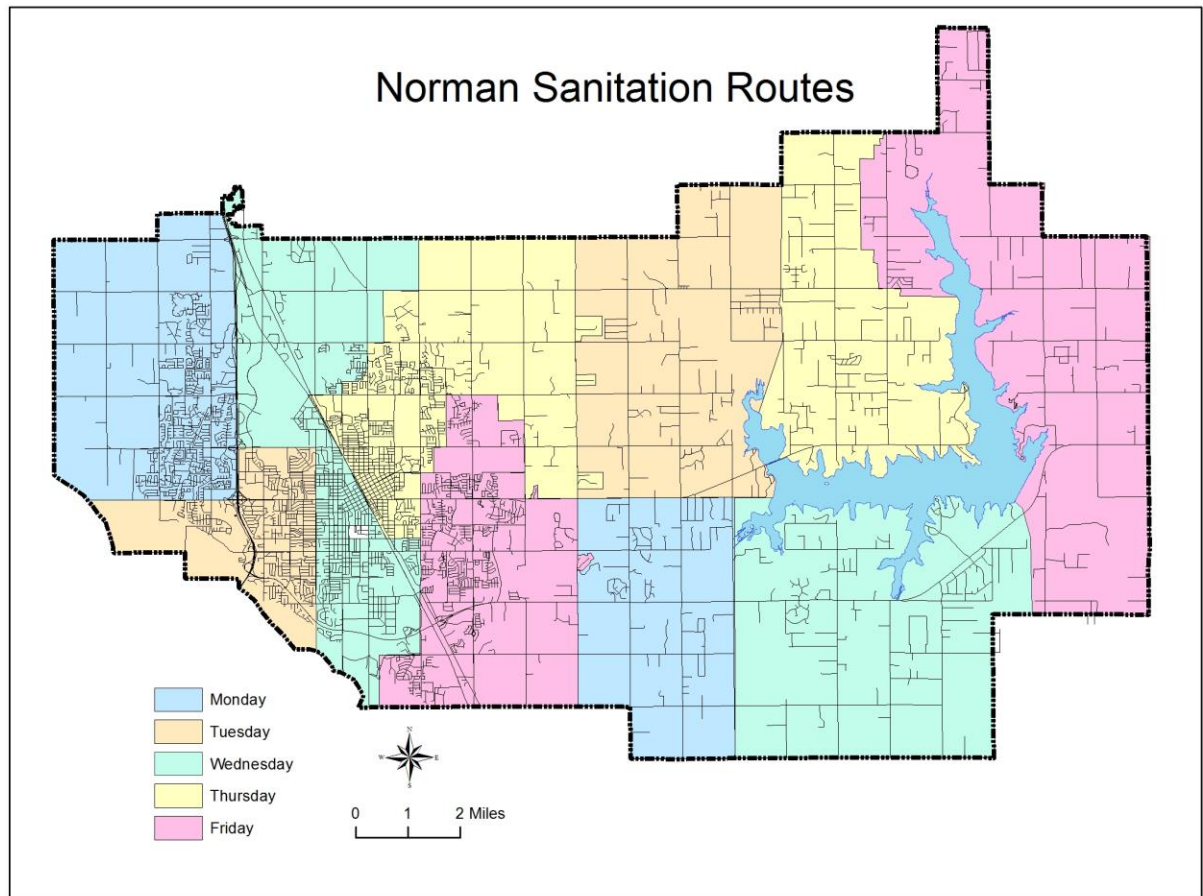 Norman Sanitation Routes
Monday
Tuesday
Wednesday
Thursday
Friday
N
W E
S
0 1 2 Miles